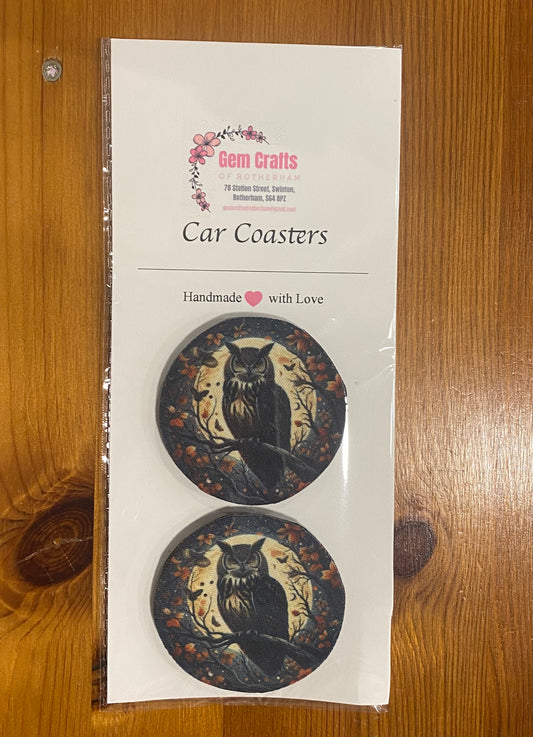 Gem Crafts
OF ROTHERHAM
78 Station Street, Swinton,
Rotherham, S64 8PZ
Car Coasters
Handmade with Love